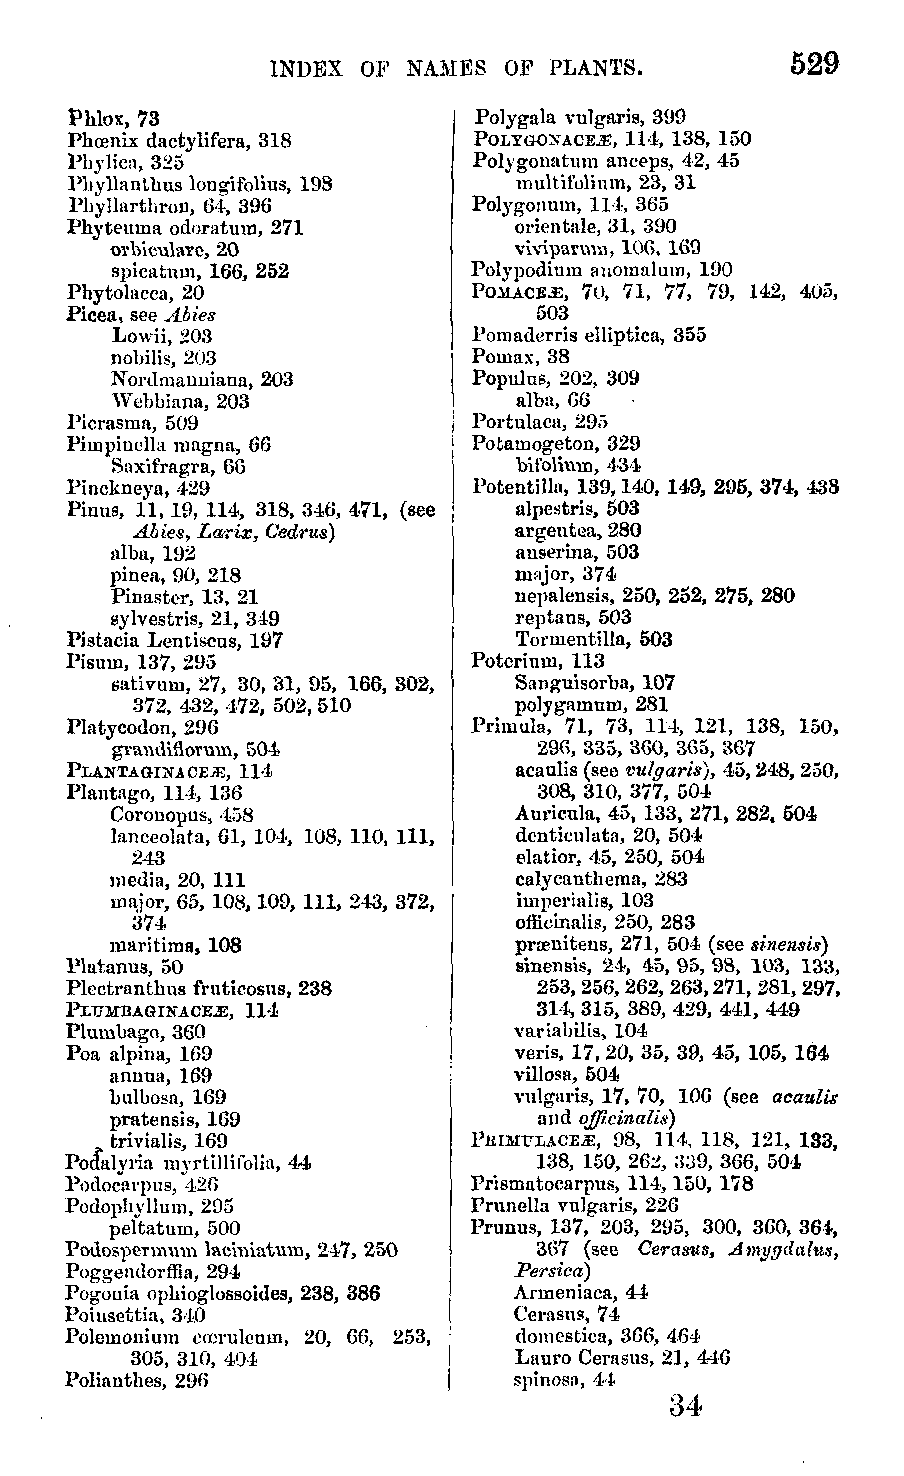 INDEX OF NAMES OF PLANTS. 529
Phlox, 73
Phœnix dactylifera, 318
Phylica, 325
Phyllanthus longifolius, 198
Phyllarthron, 64, 396
Phyteuma odoratum, 271
orbiculare, 20
spicatum, 166, 252
Phytolacca, 20
Picea, see Abies
Lowii, 203
nobilis, 203
Nordmanniana, 203
Webbiana, 203
Picrasma, 509
Pimpinella magna, 66
Saxifragra, 66
Pinckneya, 429
Pinus, 11, 19, 114, 318, 346, 471, (see
Abies, Larix, Cedrus)
alba, 192
pinea, 90, 218
Pinaster, 13, 21
sylvestris, 21, 349
Pistacia Lentiscus, 197
Pisum, 137, 295
sativum, 27, 30, 31, 95, 166, 302,
372, 432, 472, 502, 510
Platycodon, 296
grandiflorum, 504
PLANTAGINACEÆ, 114
Plantago, 114, 136
Coronopus, 458
lanceolata, 61, 104, 108, 110, 111,
243
media, 20, 111
major, 65, 108, 109, 111, 243, 372,
374
maritima, 108
Platanus, 50
Plectranthus fruticosus, 238
PLUMBAGINACEÆ, 114
Plumbago, 360
Poa alpina, 169
annua, 169
bulbosa, 169
pratensis, 169
trivialis, 169
Podalyria myrtillifolia, 44
Podocarpus, 426
Podophyllum, 295
peltatum, 500
Podospermum laciniatum, 247, 250
Poggendorffia, 294
Pogonia ophioglossoides, 238, 386
Poinsettia, 340
Polemonium cœruleum, 20, 66, 253,
305, 310, 404
Polianthes, 296
Polygala vulgaris, 399
POLYGONACEÆ, 114, 138, 150
Polygonatum anceps, 42, 45
multifolium, 23, 31
Polygonum, 114, 365
orientale, 31, 390
viviparum, 106, 169
Polypodium anomalum, 190
POMACEÆ, 70, 71, 77, 79, 142, 405,
503
Pomaderris elliptica, 355
Pomax, 38
Populus, 202, 309
alba, 66
Portulaca, 295
Potamogeton, 329
bifolium, 434
Potentilla, 139, 140, 149, 295, 374, 438
alpestris, 503
argentea, 280
anserina, 503
major, 374
nepalensis, 250, 252, 275, 280
reptans, 503
Tormentilla, 503
Poterium, 113
Sanguisorba, 107
polygamum, 281
Primula, 71, 73, 114, 121, 138, 150,
296, 335, 360, 365, 367
acaulis (see vulgaris), 45, 248, 250,
308, 310, 377, 504
Auricula, 45, 133, 271, 282, 504
denticulata, 20, 504
elatior, 45, 250, 504
calycanthema, 283
imperialis, 103
officinalis, 250, 283
prænitens, 271, 504 (see sinensis)
sinensis, 24, 45, 95, 98, 103, 133,
253, 256, 262, 263, 271, 281, 297,
314, 315, 389, 429, 441, 449
variabilis, 104
veris, 17, 20, 35, 39, 45, 105, 164
villosa, 504
vulgaris, 17, 70, 106 (see acaulis
and officinalis)
PRIMULACEÆ, 98, 114, 118, 121, 133,
138, 150, 262, 339, 366, 504
Prismatocarpus, 114, 150, 178
Prunella vulgaris, 226
Prunus, 137, 203, 295, 300, 360, 364,
367 (see Cerasus, Amygdalus,
Persica)
Armeniaca, 44
Cerasus, 74
domestica, 366, 464
Lauro Cerasus, 21, 446
spinosa, 44
34